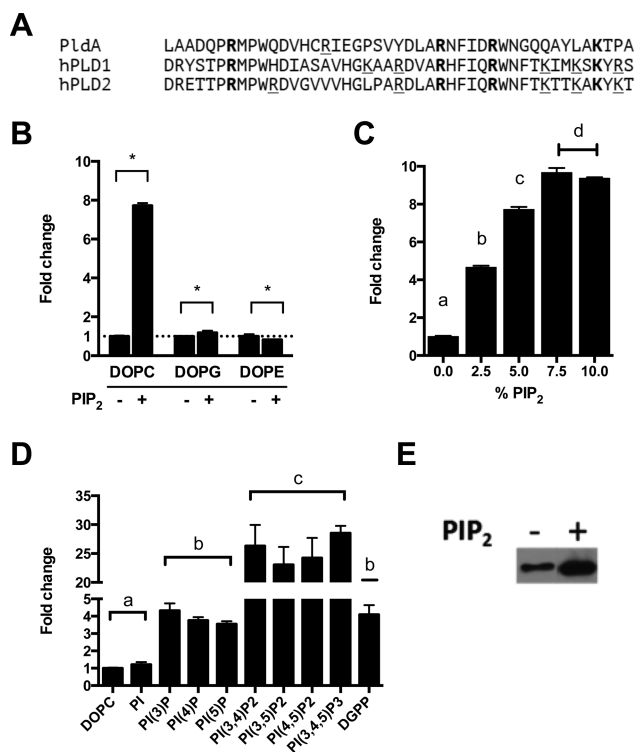 A
PldA LAADQPRMPWQDVHCRIEGPSVYDLARNFIDRWNGQQAYLAKTPA
hPLD1 DRYSTPRMPWHDIASAVHGKAARDVARHFIQRWNFTKIMKSKYRS
hPLD2 DRETTPRMPWRDVGVVVHGLPARDLARHFIQRWNFTKTTKAKYKT
B
Fold change
10
8
6
4
2
1
0
*
*
*
DOPC DOPG DOPE
PIP2 - + - + - +
C
Fold change
10
8
6
4
2
0
a
b
c
d
0.0 2.5 5.0 7.5 10.0
% PIP2
D
Fold change
35
30
25
20
5
4
3
2
1
0
a
b
c
b
DOPC PI PI(3)P PI(4)P PI(5)P PI(3,4)P2 PI(3,5)P2 PI(4,5)P2 PI(3,4,5)P3 DGPP
E
PIP2 - +